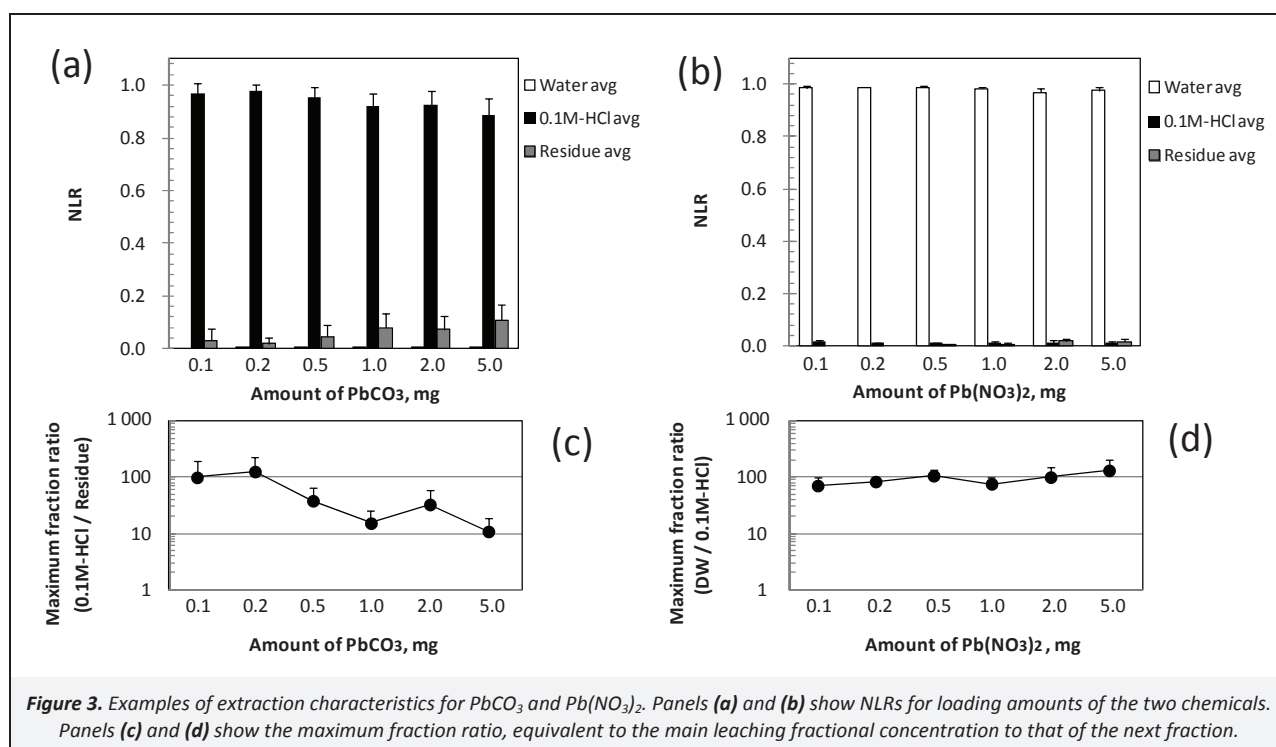 (a)
1.0
0.8
0.6
0.4
0.2
0.0
NLR
0.1 0.2 0.5 1.0 2.0 5.0
Amount of PbCO3, mg
Water avg
0.1M-HCl avg
Residue avg
(b)
1.0
0.8
0.6
0.4
0.2
0.0
NLR
0.1 0.2 0.5 1.0 2.0 5.0
Amount of Pb(NO3)2, mg
Water avg
0.1M-HCl avg
Residue avg
(c)
1 000
100
10
1
Maximum fraction ratio
(0.1M-HCl / Residue)
0.1 0.2 0.5 1.0 2.0 5.0
Amount of PbCO3, mg
(d)
1 000
100
10
1
Maximum fraction ratio
(DW / 0.1M-HCl)
0.1 0.2 0.5 1.0 2.0 5.0
Amount of Pb(NO3)2 , mg
Figure 3. Examples of extraction characteristics for PbCO3 and Pb(NO3)2. Panels (a) and (b) show NLRs for loading amounts of the two chemicals.
Panels (c) and (d) show the maximum fraction ratio, equivalent to the main leaching fractional concentration to that of the next fraction.